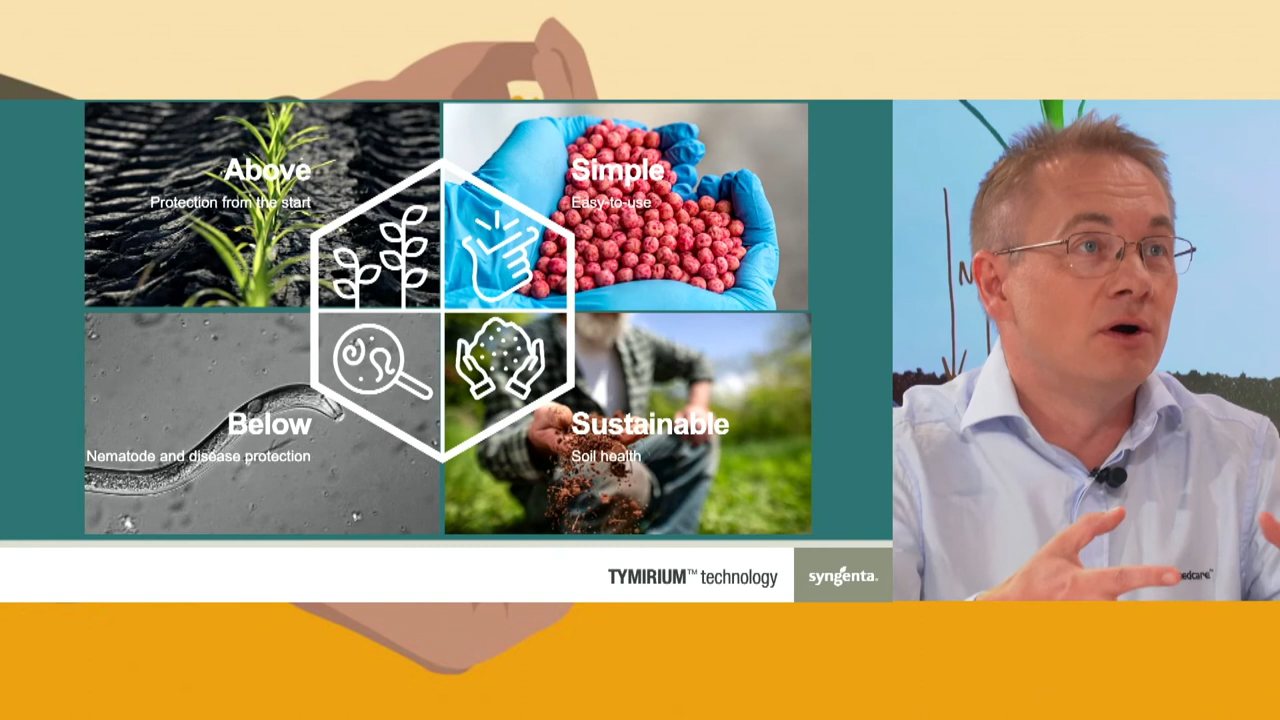 Above
Protection from the start
Simple
Easy-to-use
Below
Nematode and disease protection
Sustainable
Soil health
TYMIRIUM™ technology
syngenta.